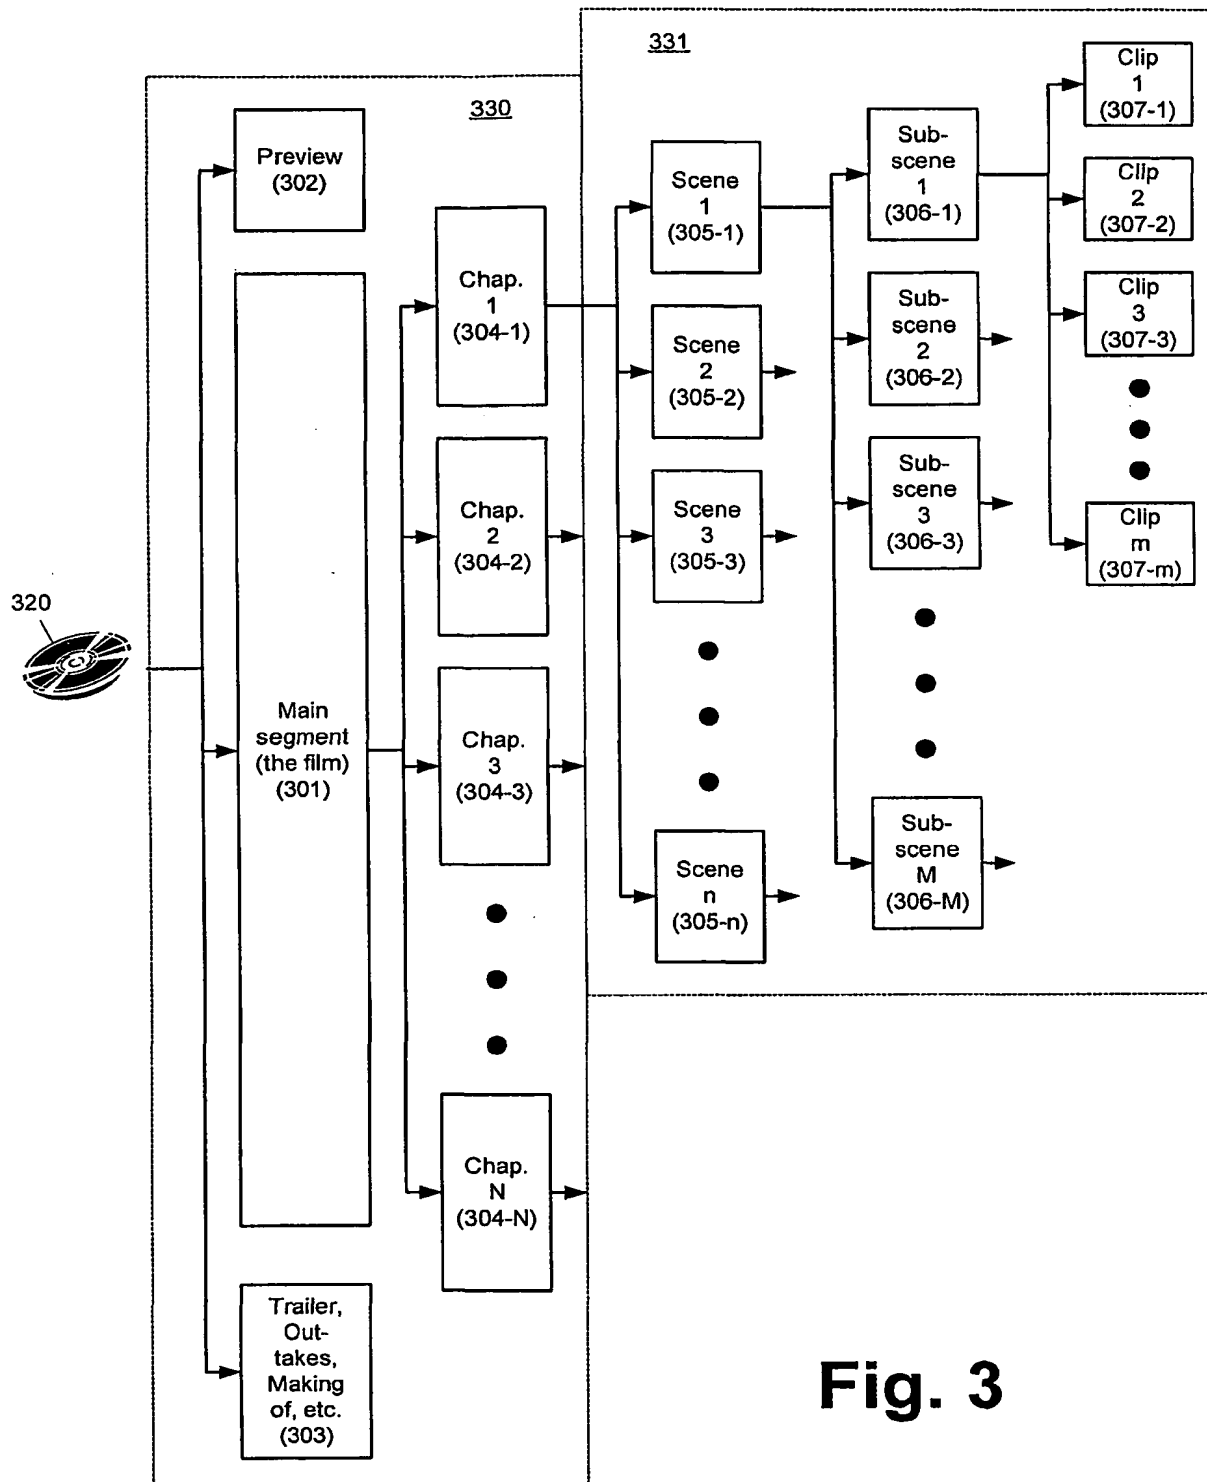 331
330
320
Preview
(302)
Main
segment
(the film)
(301)
Trailer,
Out-
takes,
Making
of, etc.
(303)
Chap.
1
(304-1)
Chap.
2
(304-2)
Chap.
3
(304-3)
Chap.
N
(304-N)
Scene
1
(305-1)
Scene
2
(305-2)
Scene
3
(305-3)
Scene
n
(305-n)
Sub-
scene
1
(306-1)
Sub-
scene
2
(306-2)
Sub-
scene
3
(306-3)
Sub-
scene
M
(306-M)
Clip
1
(307-1)
Clip
2
(307-2)
Clip
3
(307-3)
Clip
m
(307-m)
Fig. 3